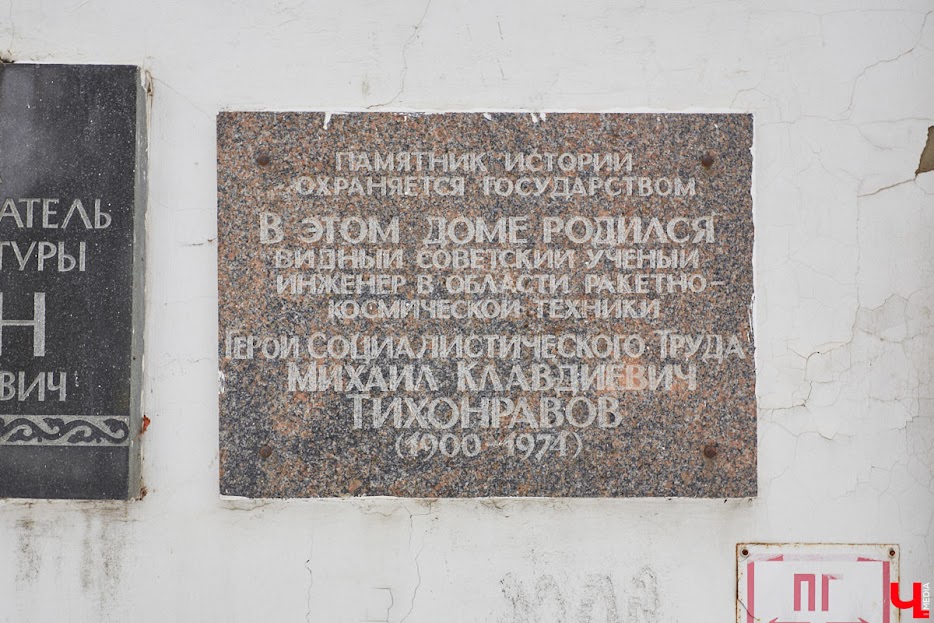 АТЕЛЬ
ТУРЫ
Н
ВИЧ
ПАМЯТНИК ИСТОРИИ
ОХРАНЯЕТСЯ ГОСУДАРСТВОМ
В ЭТОМ ДОМЕ РОДИЛСЯ
ВИДНЫЙ СОВЕТСКИЙ УЧЕНЫЙ
ИНЖЕНЕР В ОБЛАСТИ РАКЕТНО-
КОСМИЧЕСКОЙ ТЕХНИКИ
ГЕРОЙ СОЦИАЛИСТИЧЕСКОГО ТРУДА
МИХАИЛ КЛАВДИЕВИЧ
ТИХОНРАВОВ
(1900-1974)
ПГ
Ч
MEDIA